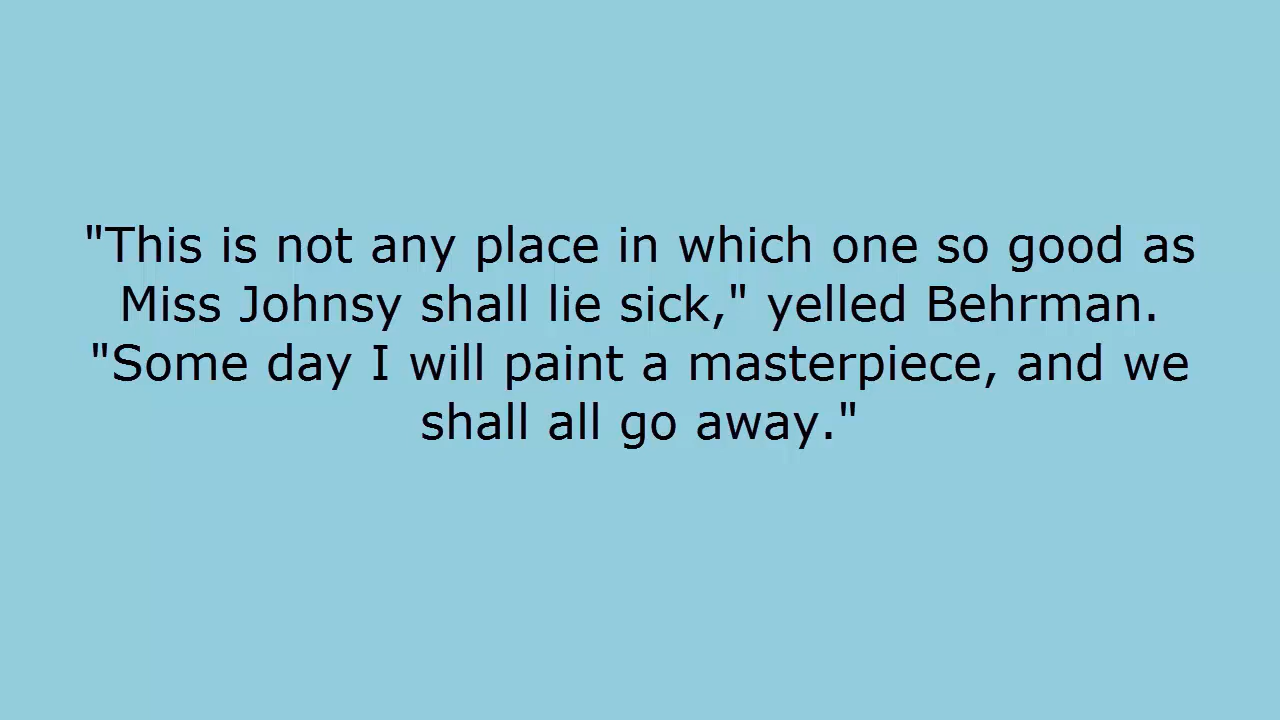 "This is not any place in which one so good as
Miss Johnsy shall lie sick," yelled Behrman.
"Some day I will paint a masterpiece, and we
shall all go away."